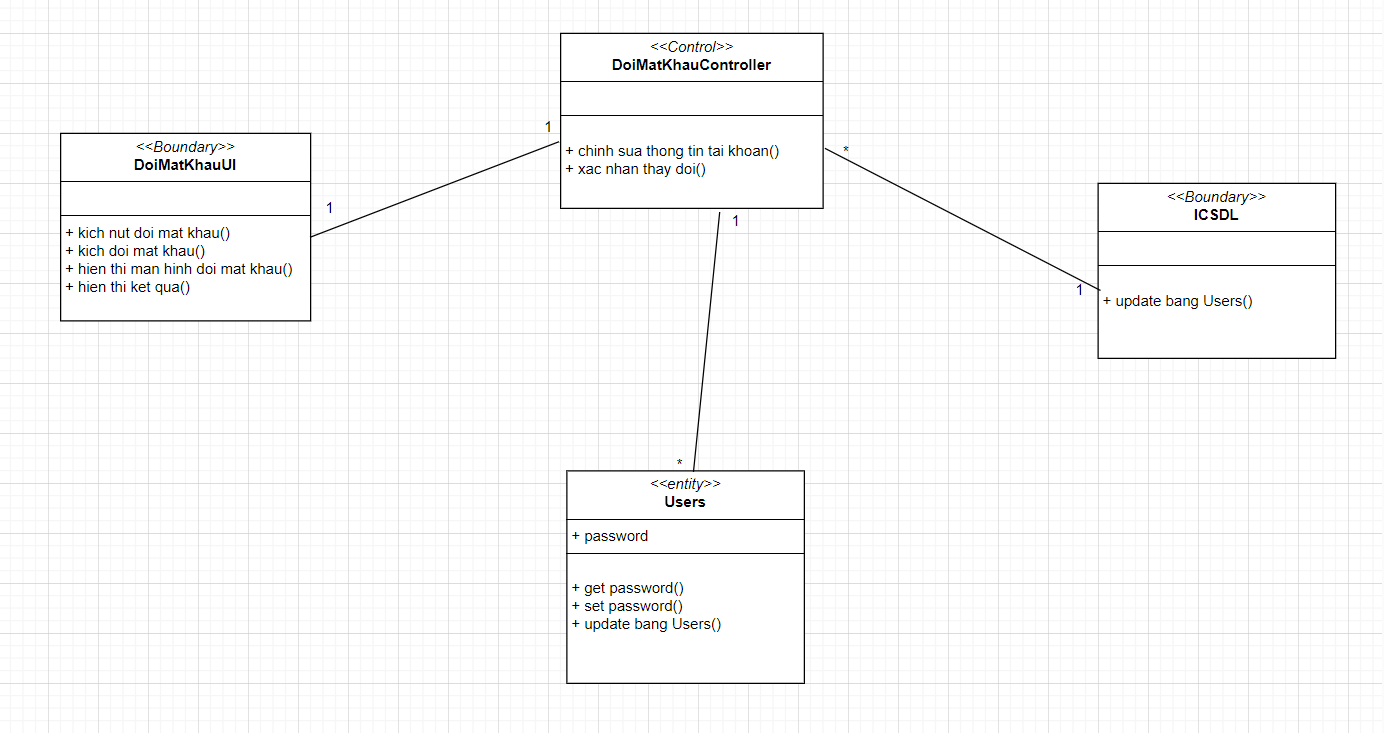 <<Control>>
DoiMatKhauController
+ chinh sua thong tin tai khoan()
+ xac nhan thay doi()
1
*
1
<<Boundary>>
DoiMatKhauUI
+ kich nut doi mat khau()
+ kich doi mat khau()
+ hien thi man hinh doi mat khau()
+ hien thi ket qua()
1
<<Boundary>>
ICSDL
+ update bang Users()
1
*
<<entity>>
Users
+ password
+ get password()
+ set password()
+ update bang Users()